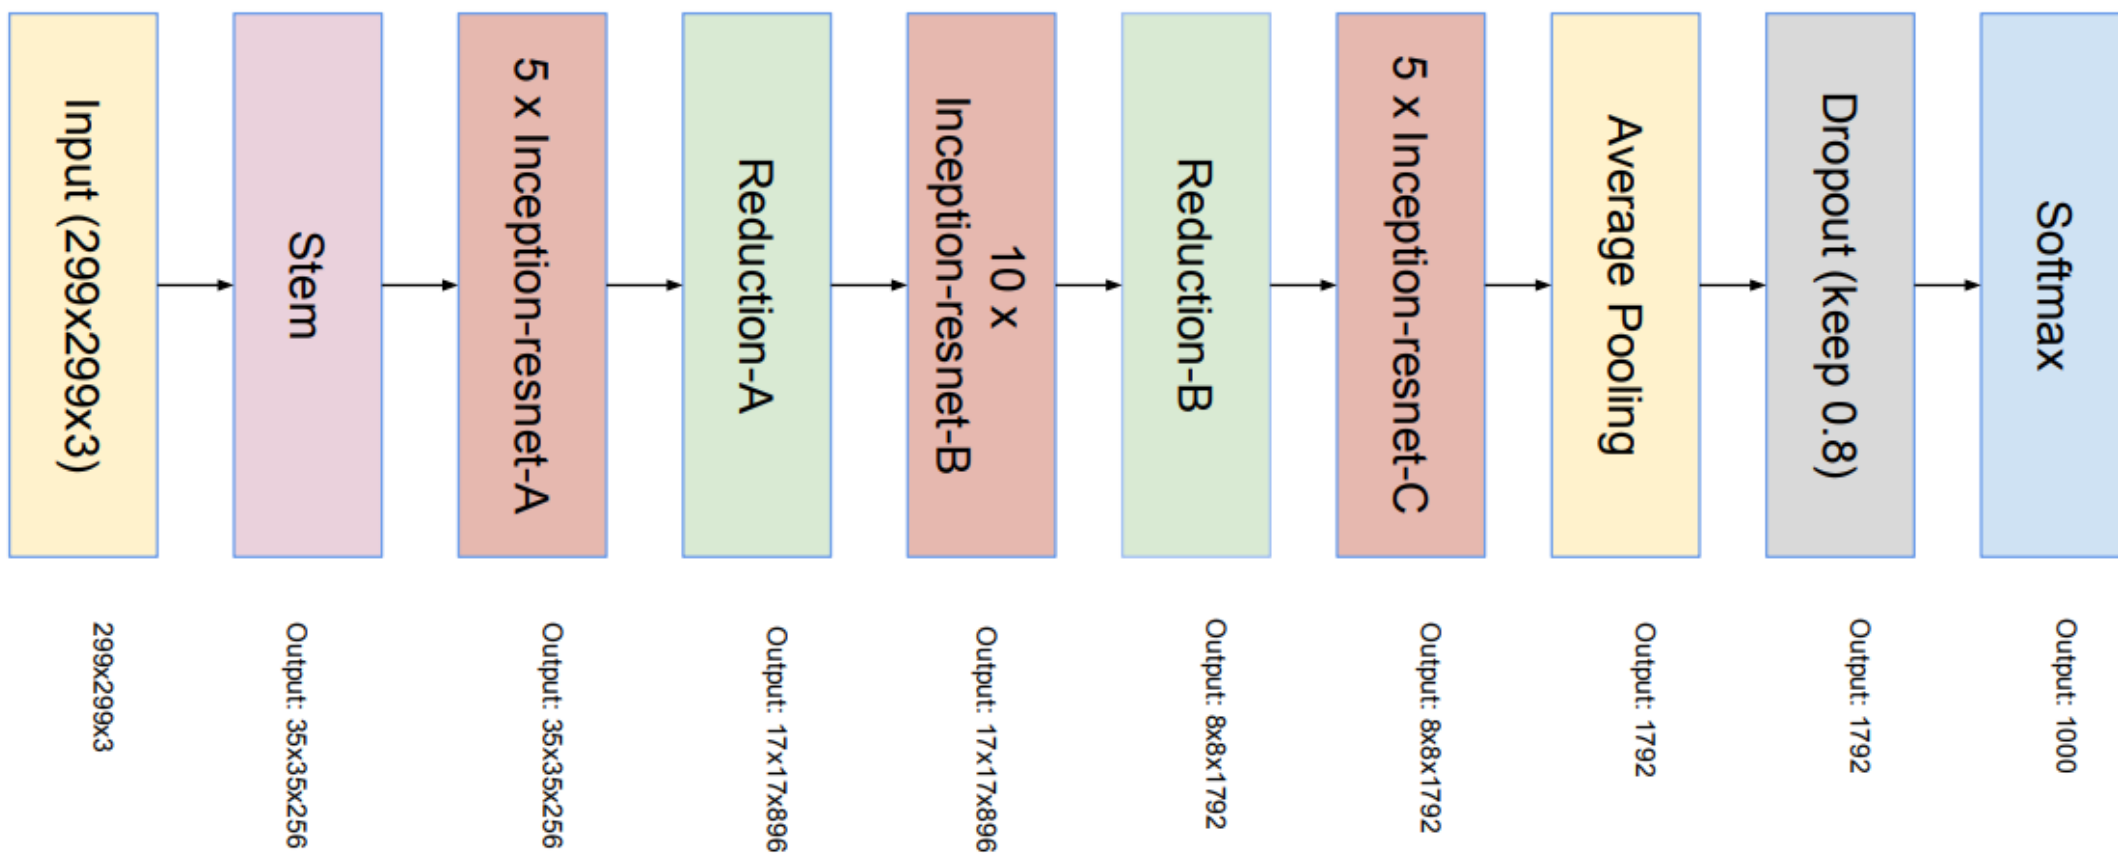 Input (299x299x3)
Stem
5 x Inception-resnet-A
Reduction-A
10 x
Inception-resnet-B
Reduction-B
5 x Inception-resnet-C
Average Pooling
Dropout (keep 0.8)
Softmax
299x299x3
Output: 35x35x256
Output: 35x35x256
Output: 17x17x896
Output: 17x17x896
Output: 8x8x1792
Output: 8x8x1792
Output: 1792
Output: 1792
Output: 1000